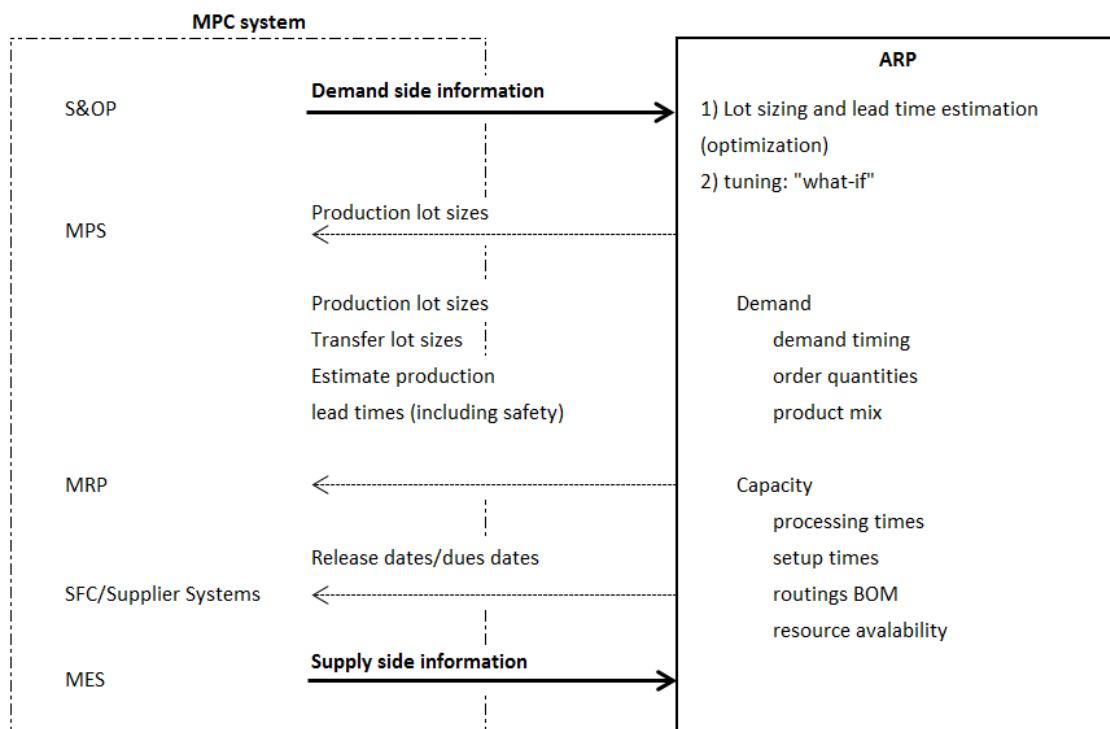 MPC system
ARP
Demand side information
S&OP
1) Lot sizing and lead time estimation
(optimization)
2) tuning: "what-if"
Production lot sizes
MPS
Production lot sizes
Transfer lot sizes
Estimate production
lead times (including safety)
Demand
demand timing
order quantities
product mix
MRP
Capacity
processing times
setup times
routings BOM
resource avalability
Release dates/dues dates
SFC/Supplier Systems
Supply side information
MES